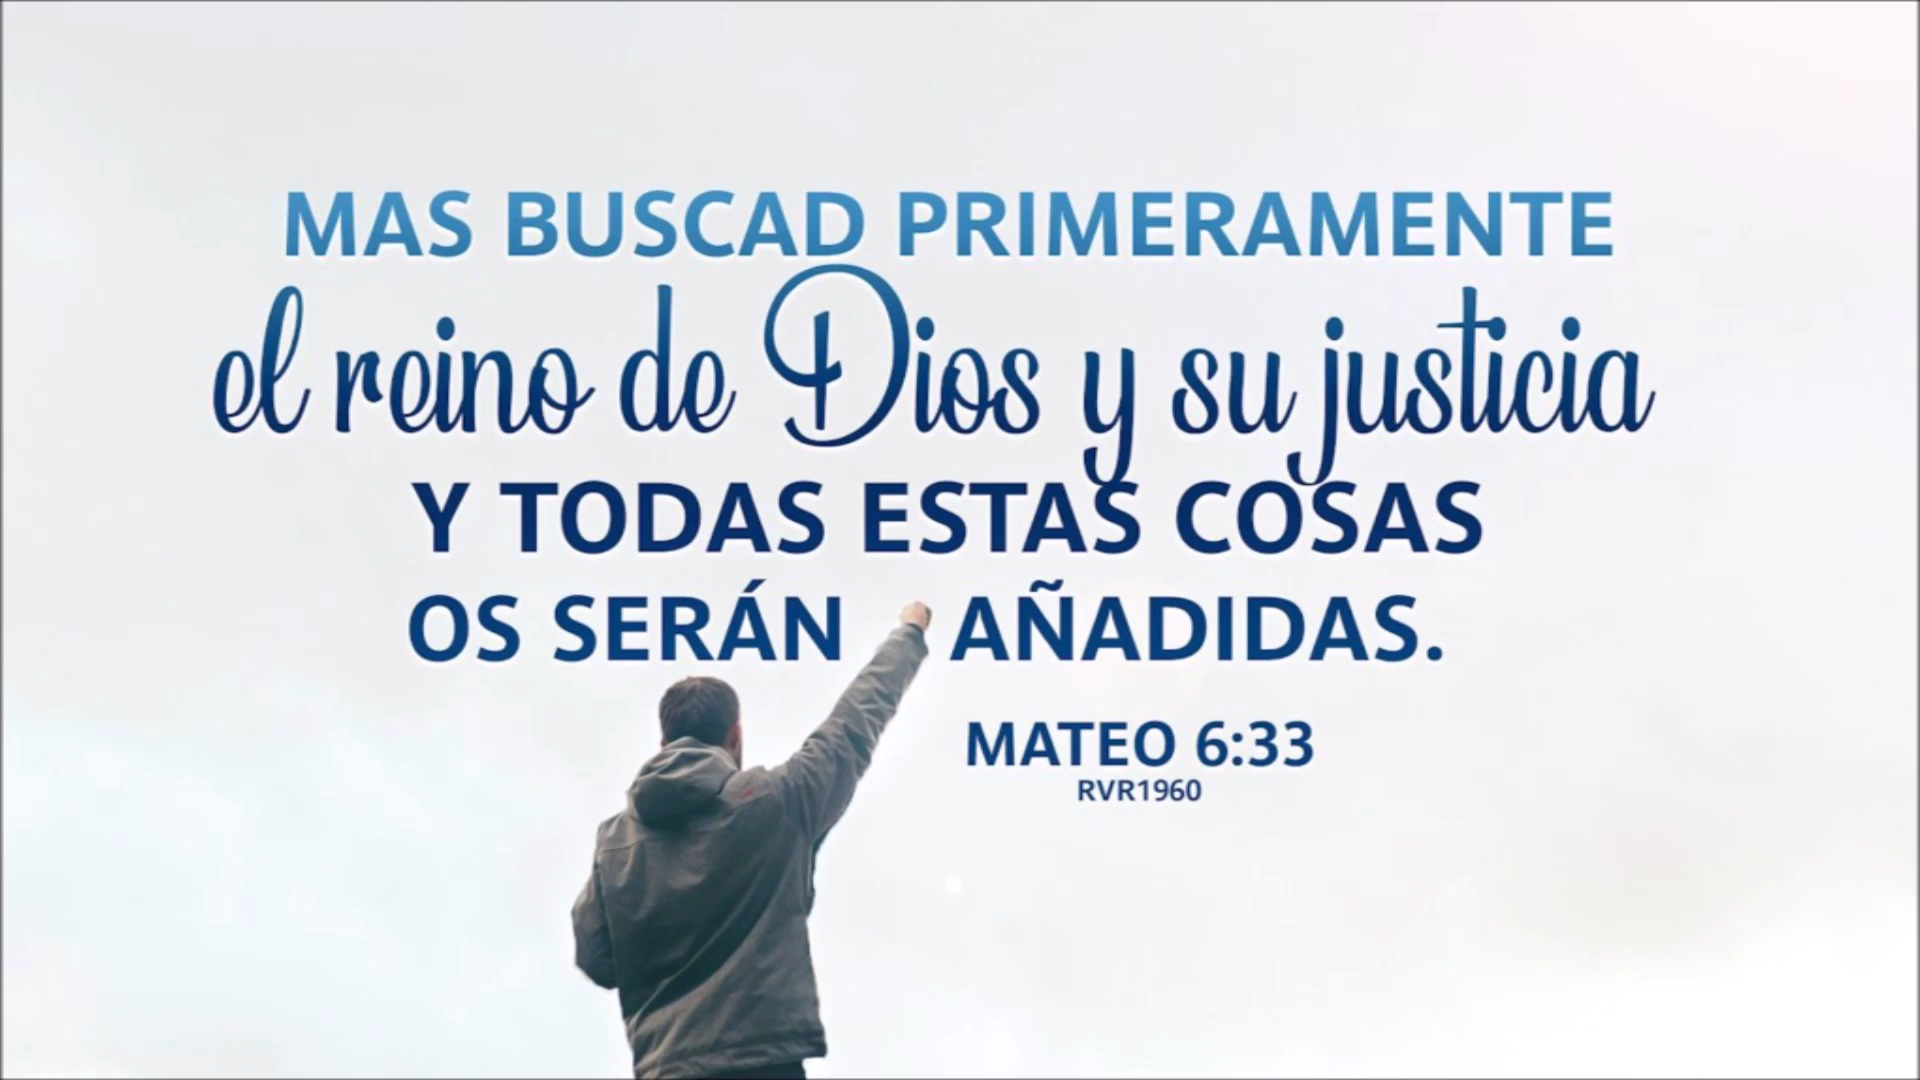 MAS BUSCAD PRIMERAMENTE
el reino de Dios y su justicia
Y TODAS ESTAS COSAS
OS SERÁN AÑADIDAS.
MATEO 6:33
RVR1960